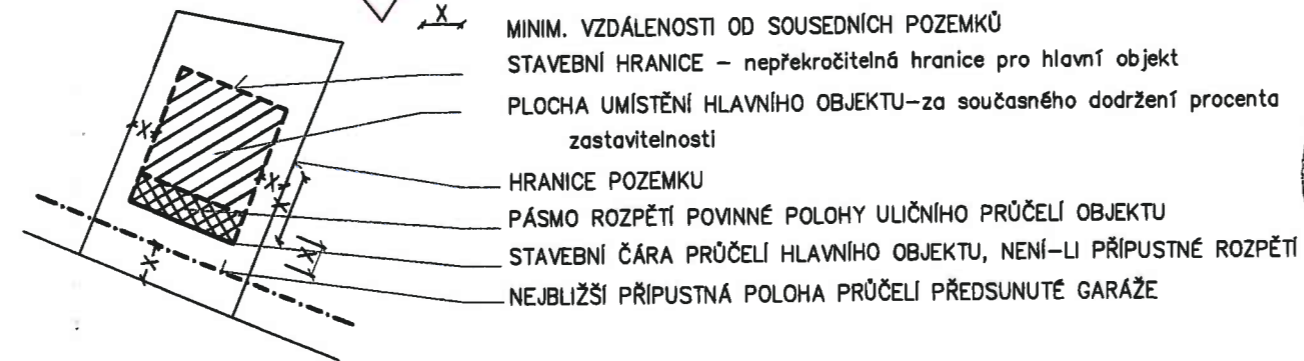 X MINIM. VZDÁLENOSTI OD SOUSEDNÍCH POZEMKŮ
STAVEBNÍ HRANICE – nepřekročitelná hranice pro hlavní objekt
PLOCHA UMÍSTĚNÍ HLAVNÍHO OBJEKTU–za současného dodržení procenta
zastavitelnosti
X
HRANICE POZEMKU
X
X
PÁSMO ROZPĚTÍ POVINNÉ POLOHY ULIČNÍHO PRŮČELÍ OBJEKTU
STAVEBNÍ ČÁRA PRŮČELÍ HLAVNÍHO OBJEKTU, NENÍ–LI PŘÍPUSTNÉ ROZPĚTÍ
/X/
X
NEJBLIŽŠÍ PŘÍPUSTNÁ POLOHA PRŮČELÍ PŘEDSUNUTÉ GARÁŽE